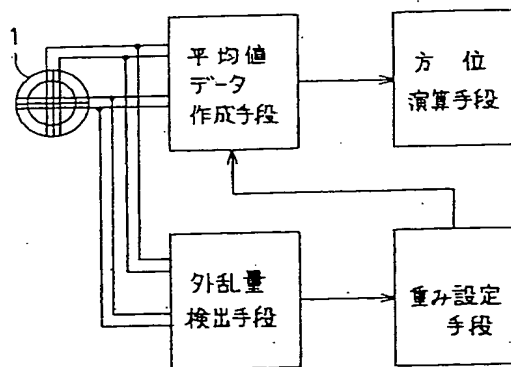 1
平均値
データ
作成手段
方位
演算手段
外乱量
検出手段
重み設定
手段